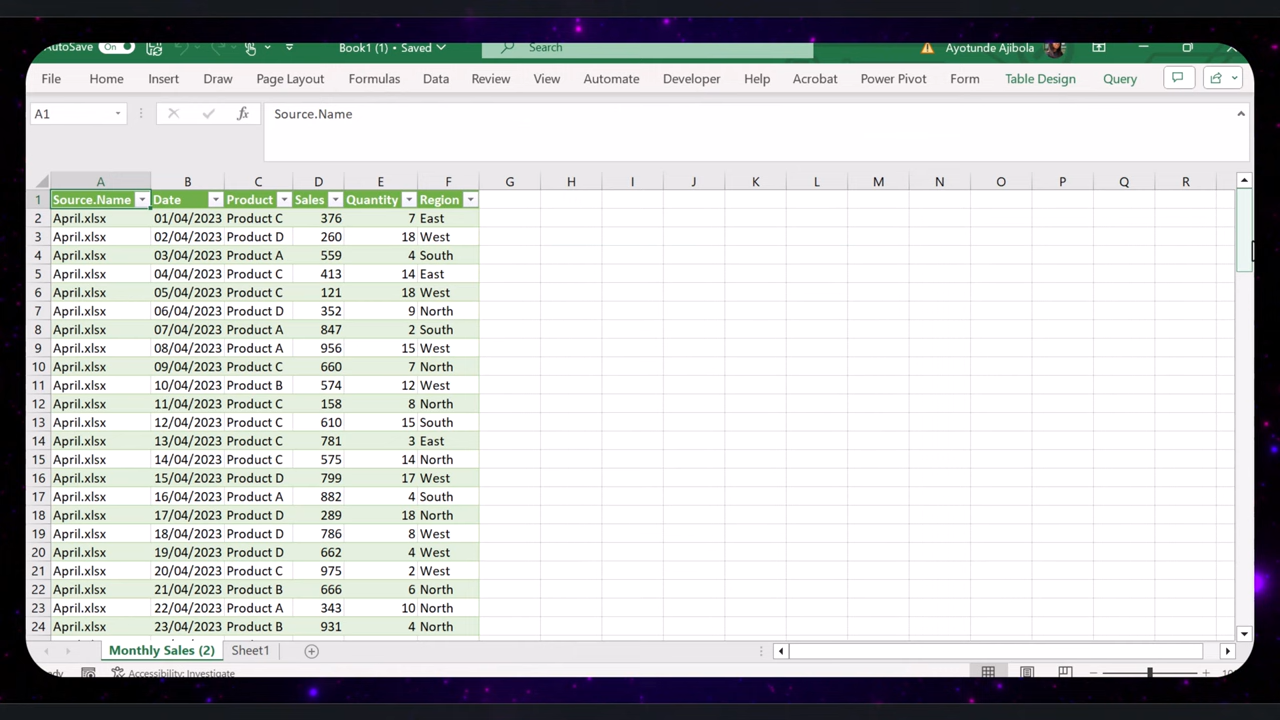 AutoSave On Book1 (1) • Saved Search Ayotunde Ajibola
File Home Insert Draw Page Layout Formulas Data Review View Automate Developer Help Acrobat Power Pivot Form Table Design Query
A1 fx Source.Name
A B C D E F G H I J K L M N O P Q R
1 Source.Name Date Product Sales Quantity Region
2 April.xlsx 01/04/2023 Product C 376 7 East
3 April.xlsx 02/04/2023 Product D 260 18 West
4 April.xlsx 03/04/2023 Product A 559 4 South
5 April.xlsx 04/04/2023 Product C 413 14 East
6 April.xlsx 05/04/2023 Product C 121 18 West
7 April.xlsx 06/04/2023 Product D 352 9 North
8 April.xlsx 07/04/2023 Product A 847 2 South
9 April.xlsx 08/04/2023 Product A 956 15 West
10 April.xlsx 09/04/2023 Product C 660 7 North
11 April.xlsx 10/04/2023 Product B 574 12 West
12 April.xlsx 11/04/2023 Product C 158 8 North
13 April.xlsx 12/04/2023 Product C 610 15 South
14 April.xlsx 13/04/2023 Product C 781 3 East
15 April.xlsx 14/04/2023 Product C 575 14 North
16 April.xlsx 15/04/2023 Product D 799 17 West
17 April.xlsx 16/04/2023 Product A 882 4 South
18 April.xlsx 17/04/2023 Product D 289 18 North
19 April.xlsx 18/04/2023 Product D 786 8 West
20 April.xlsx 19/04/2023 Product D 662 4 West
21 April.xlsx 20/04/2023 Product C 975 2 West
22 April.xlsx 21/04/2023 Product B 666 6 North
23 April.xlsx 22/04/2023 Product A 343 10 North
24 April.xlsx 23/04/2023 Product B 931 4 North
Monthly Sales (2) Sheet1
Accessibility: Investigate